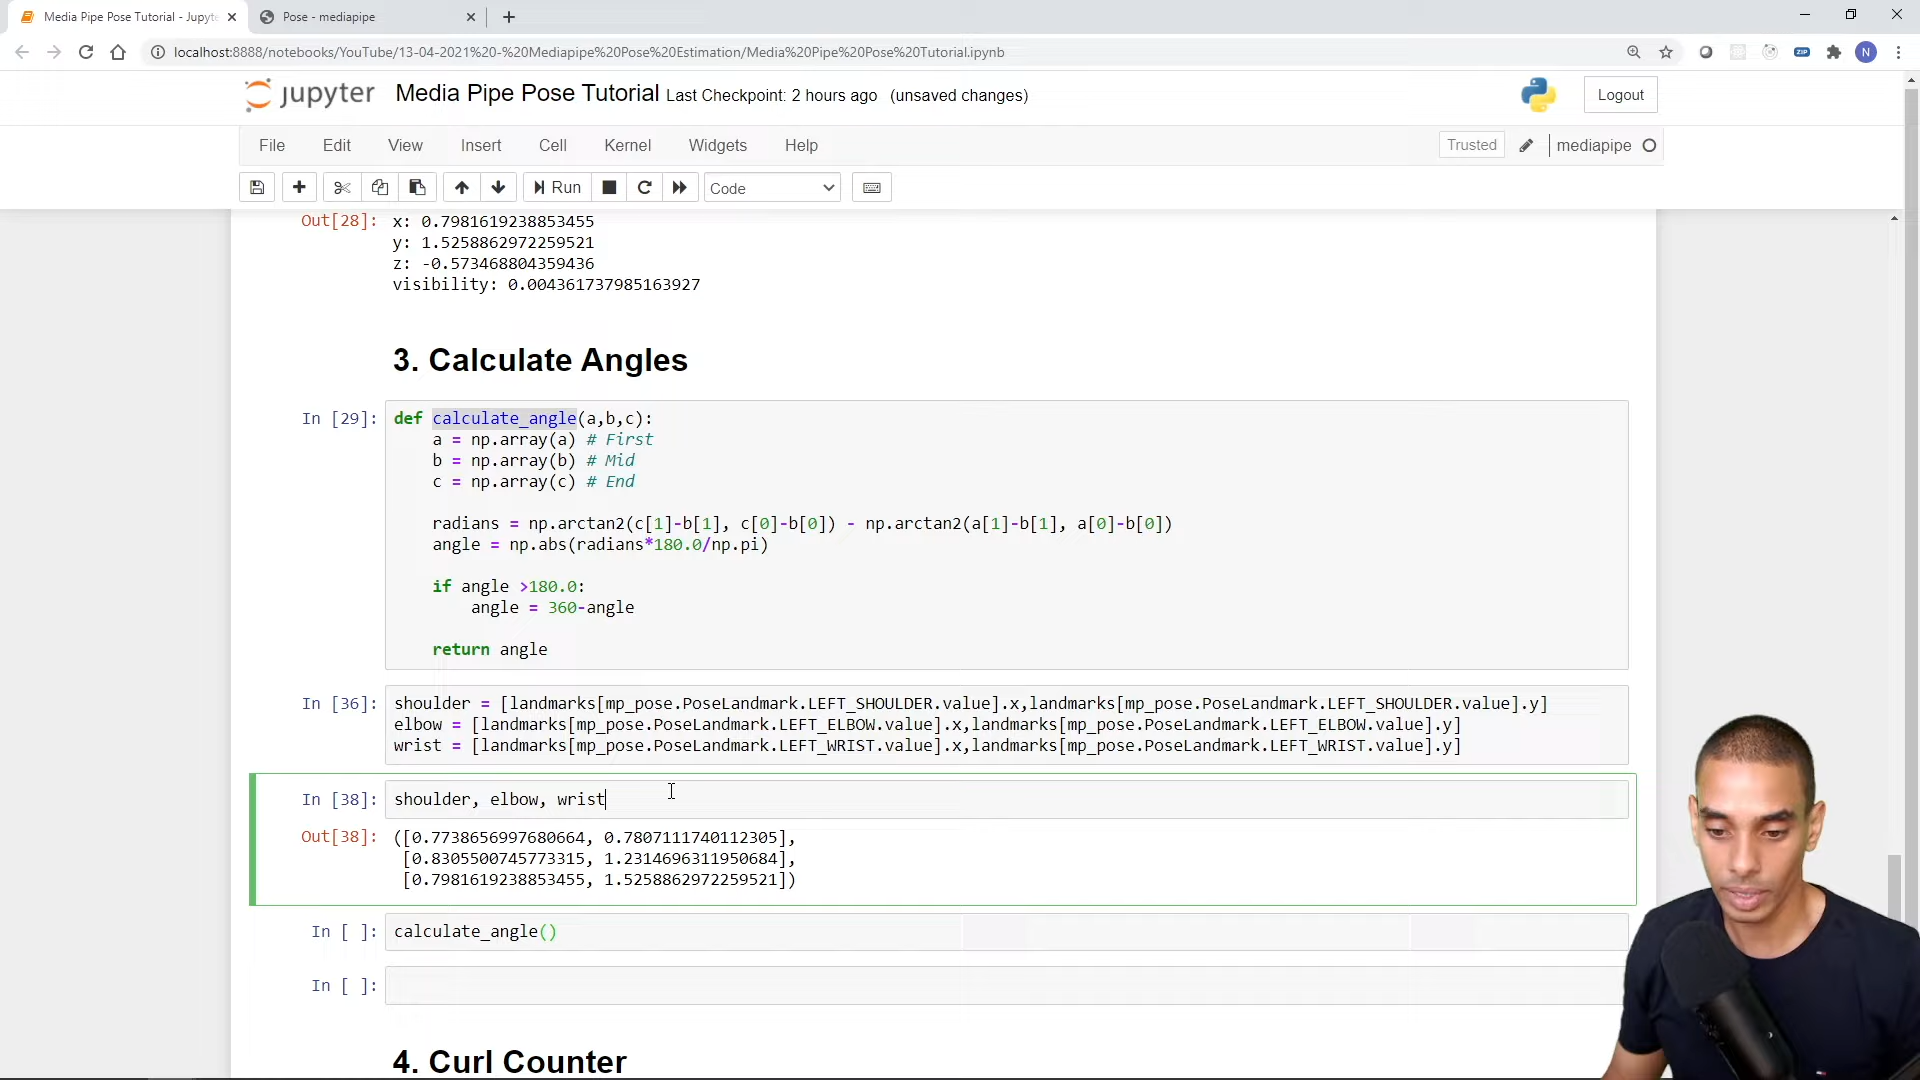 Media Pipe Pose Tutorial - Jupyte
Pose - mediapipe
localhost:8888/notebooks/YouTube/13-04-2021%20-%20Mediapipe%20Pose%20Estimation/Media%20Pipe%20Pose%20Tutorial.ipynb
ZIP
N
jupyter Media Pipe Pose Tutorial Last Checkpoint: 2 hours ago (unsaved changes)
Logout
File Edit View Insert Cell Kernel Widgets Help
Trusted
mediapipe
Run
Code
Out[28]: x: 0.7981619238853455
y: 1.5258862972259521
z: -0.573468804359436
visibility: 0.004361737985163927
3. Calculate Angles
In [29]: def calculate_angle(a,b,c):
a = np.array(a) # First
b = np.array(b) # Mid
c = np.array(c) # End
radians = np.arctan2(c[1]-b[1], c[0]-b[0]) - np.arctan2(a[1]-b[1], a[0]-b[0])
angle = np.abs(radians*180.0/np.pi)
if angle >180.0:
angle = 360-angle
return angle
In [36]: shoulder = [landmarks[mp_pose.PoseLandmark.LEFT_SHOULDER.value].x,landmarks[mp_pose.PoseLandmark.LEFT_SHOULDER.value].y]
elbow = [landmarks[mp_pose.PoseLandmark.LEFT_ELBOW.value].x,landmarks[mp_pose.PoseLandmark.LEFT_ELBOW.value].y]
wrist = [landmarks[mp_pose.PoseLandmark.LEFT_WRIST.value].x,landmarks[mp_pose.PoseLandmark.LEFT_WRIST.value].y]
In [38]: shoulder, elbow, wrist
Out[38]: ([0.7738656997680664, 0.7807111740112305],
[0.8305500745773315, 1.2314696311950684],
[0.7981619238853455, 1.5258862972259521])
In [ ]: calculate_angle()
In [ ]:
4. Curl Counter